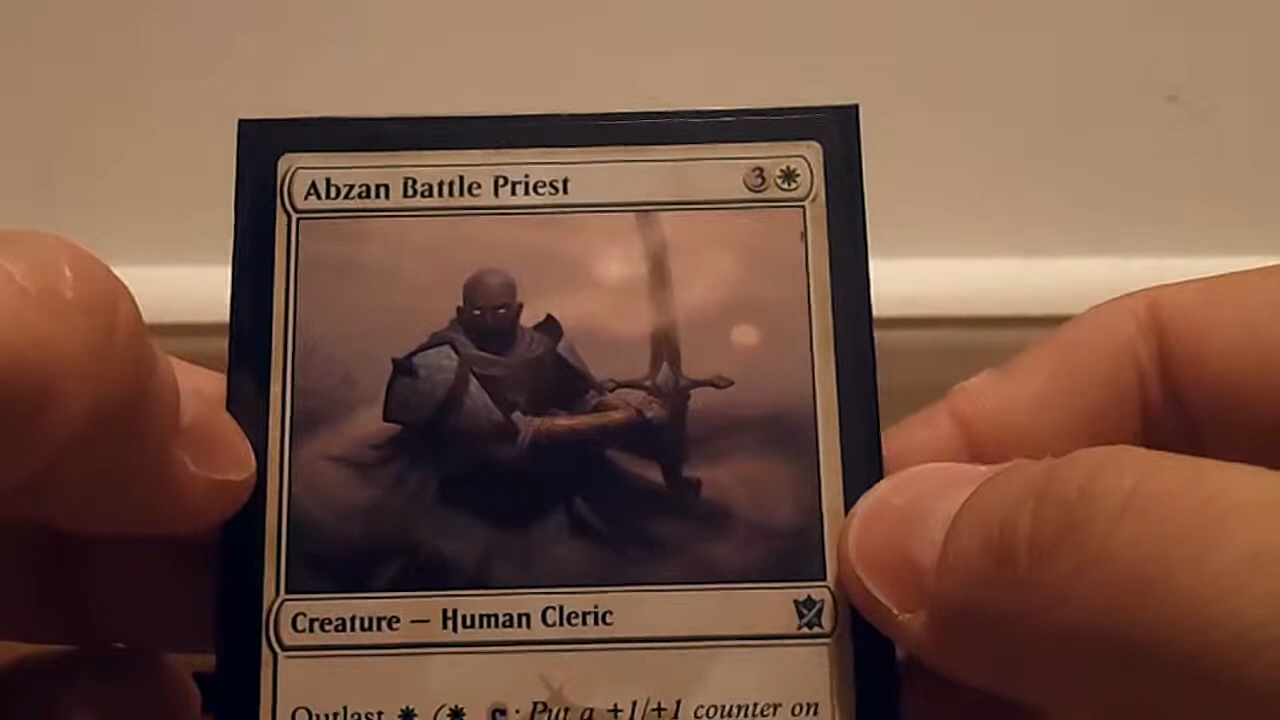 Abzan Battle Priest 3
Creature — Human Cleric
Outlast (, : Put a +1/+1 counter on